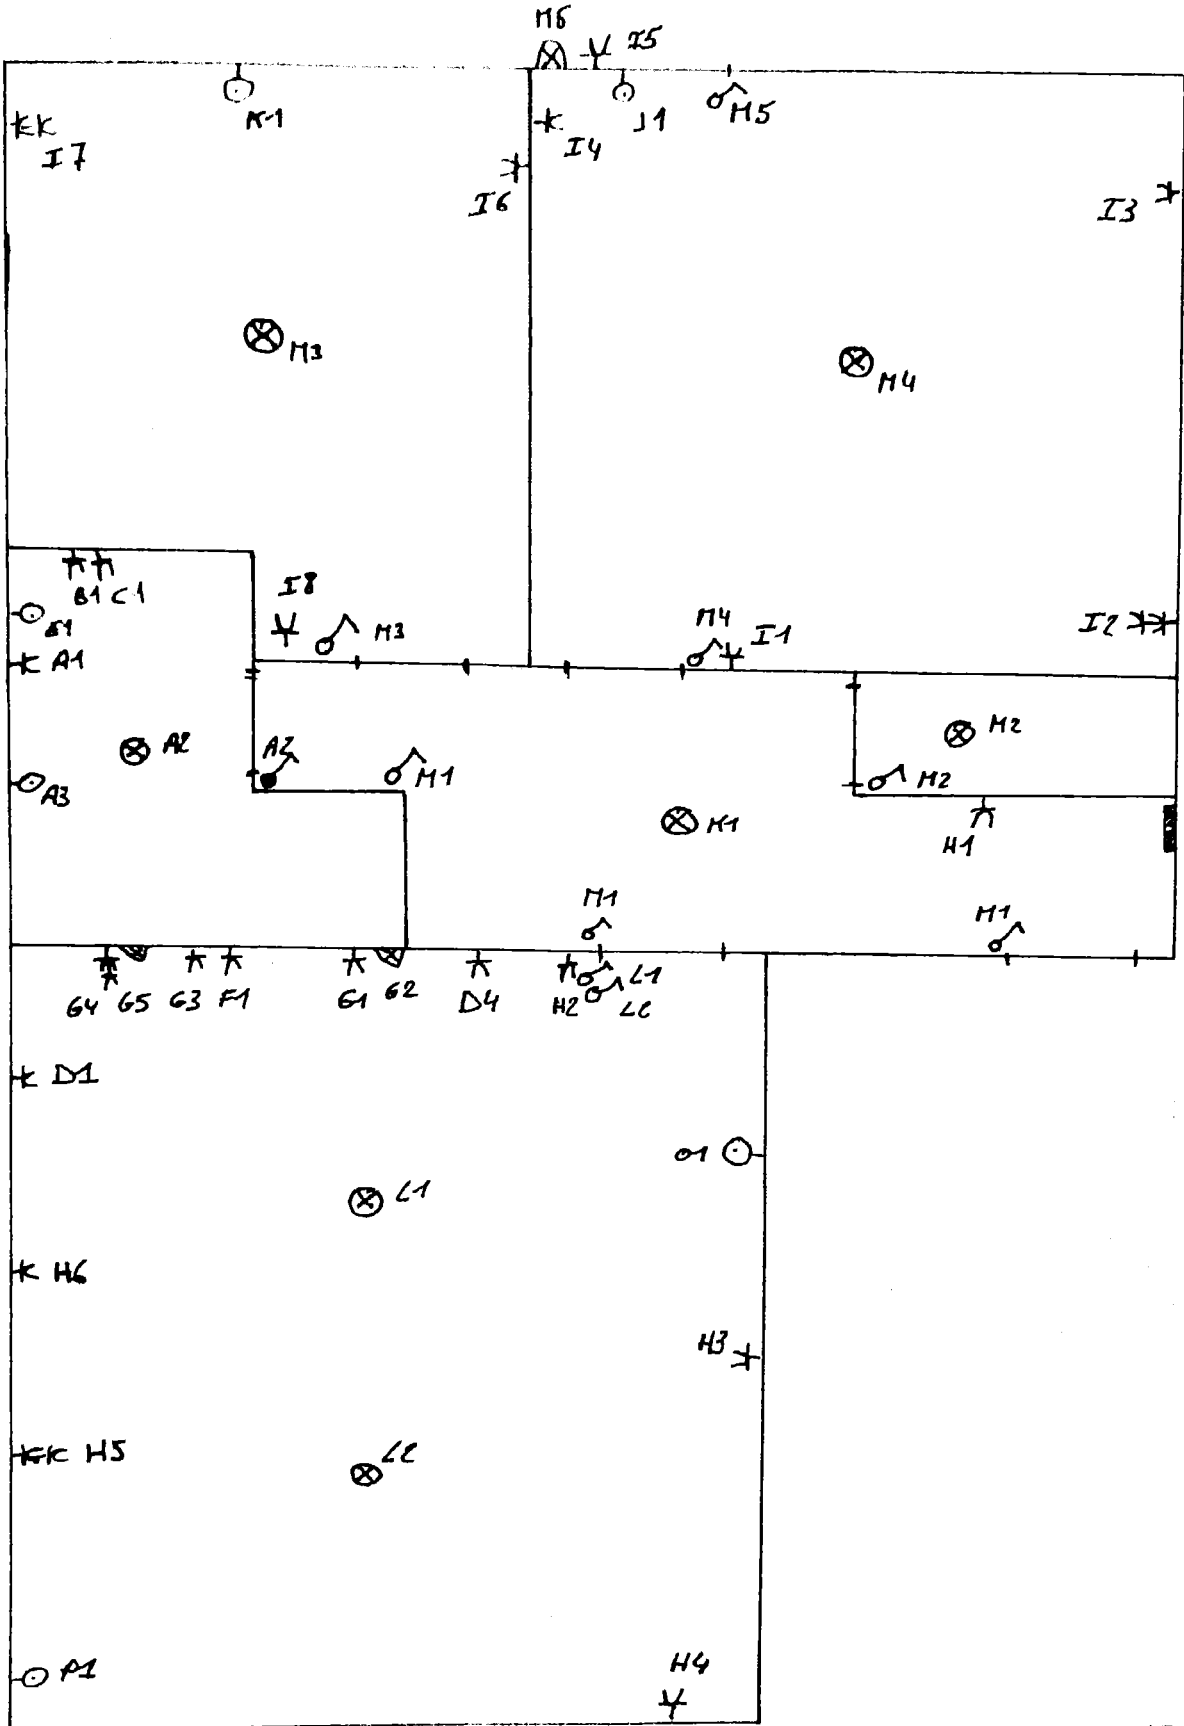 M6 I5
K1 J1 M5
I7 I4
I6 I3
M3 M4
B1 C1 I8
E1 M3 M4 I1 I2
A1
A2 A2 M1 M2
A3 M2
M1 H1
M1 M1
G4 G5 G3 F1 G1 G2 D4 H2 L1
L2
D1
O1
L1
H6
H3
H5 L2
P1 H4